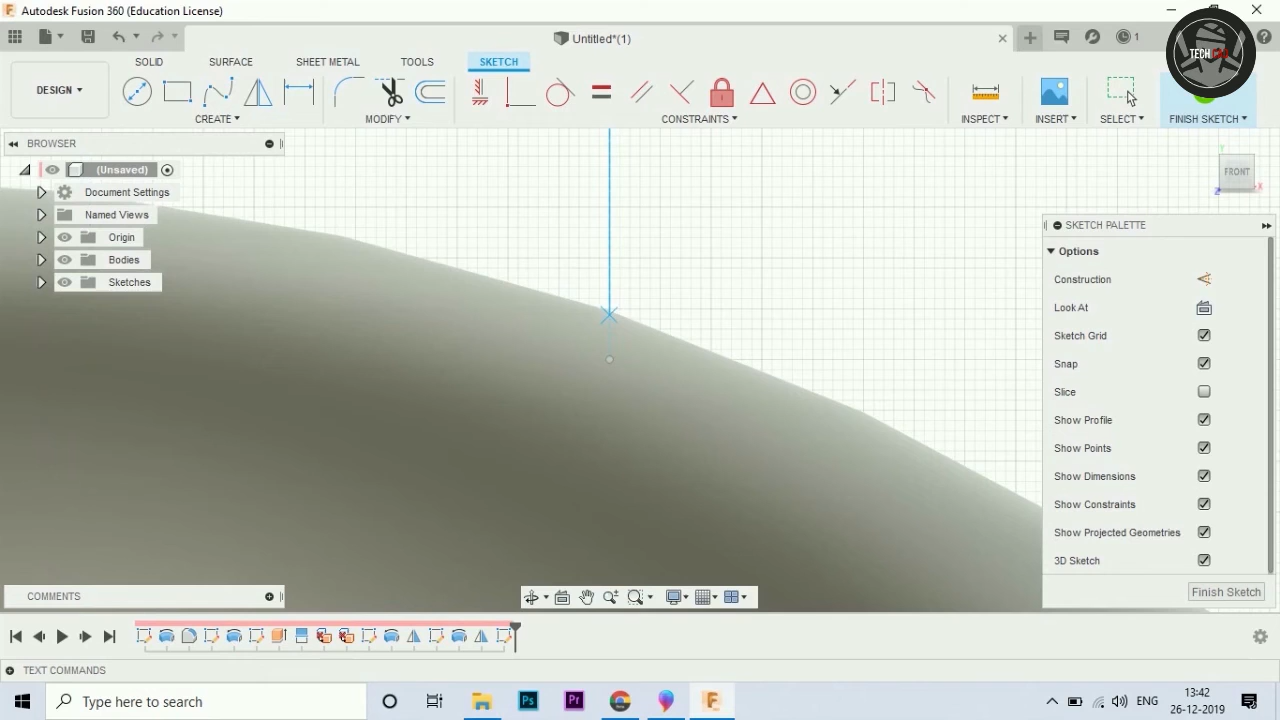 Autodesk Fusion 360 (Education License)
Untitled*(1)
1
TECH
SOLID
SURFACE
SHEET METAL
TOOLS
SKETCH
DESIGN
CREATE
MODIFY
CONSTRAINTS
INSPECT
INSERT
SELECT
FINISH SKETCH
BROWSER
(Unsaved)
Document Settings
Named Views
Origin
Bodies
Sketches
Y
FRONT
Z
X
SKETCH PALETTE
Options
Construction
Look At
Sketch Grid
Snap
Slice
Show Profile
Show Points
Show Dimensions
Show Constraints
Show Projected Geometries
3D Sketch
Finish Sketch
COMMENTS
TEXT COMMANDS
Type here to search
Ps
Pr
F
ENG
13:42
26-12-2019